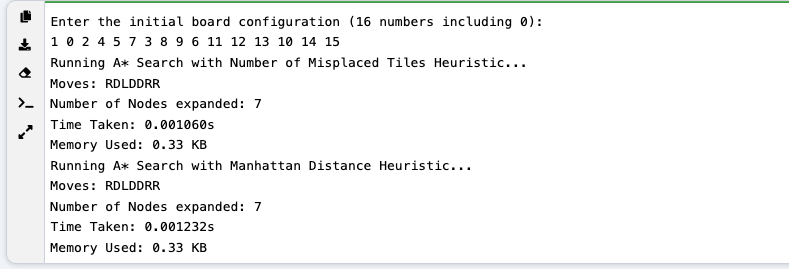 Enter the initial board configuration (16 numbers including 0):
1 0 2 4 5 7 3 8 9 6 11 12 13 10 14 15
Running A* Search with Number of Misplaced Tiles Heuristic...
Moves: RDLDDRR
Number of Nodes expanded: 7
Time Taken: 0.001060s
Memory Used: 0.33 KB
Running A* Search with Manhattan Distance Heuristic...
Moves: RDLDDRR
Number of Nodes expanded: 7
Time Taken: 0.001232s
Memory Used: 0.33 KB